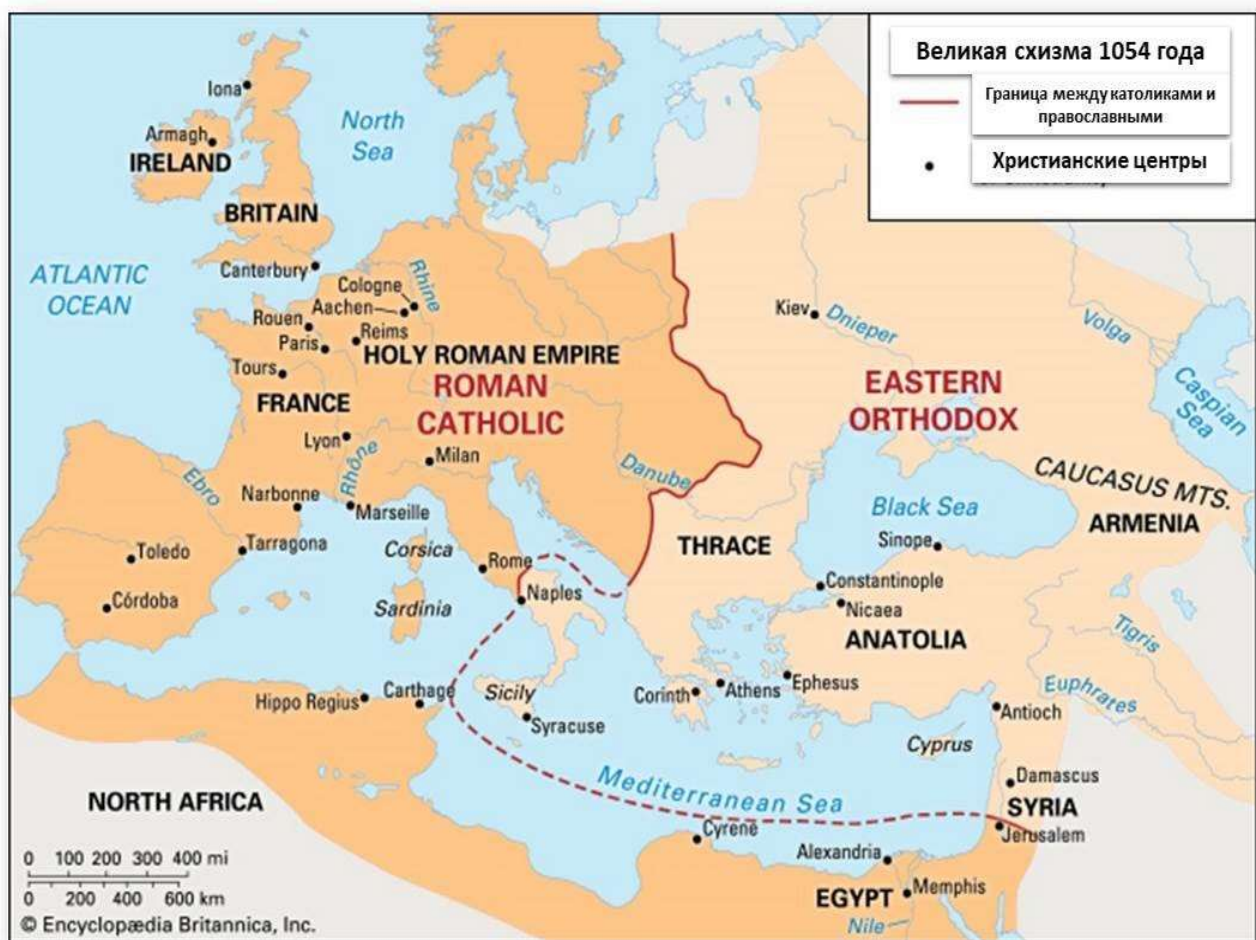 Великая схизма 1054 года
Граница между католиками и
православными
Христианские центры
Iona
Armagh
IRELAND
North
Sea
BRITAIN
ATLANTIC
OCEAN
Canterbury
Cologne
Aachen
Rhine
Rouen
Reims
Paris
HOLY ROMAN EMPIRE
Tours
ROMAN
CATHOLIC
FRANCE
Lyon
Rhône
Milan
Danube
Ebro
Narbonne
Marseille
Toledo
Tarragona
Corsica
Rome
Córdoba
Sardinia
Naples
Kiev
Dnieper
Volga
Caspian
Sea
EASTERN
ORTHODOX
CAUCASUS MTS.
Black Sea
ARMENIA
THRACE
Sinope
Constantinople
Nicaea
ANATOLIA
Tigris
Euphrates
Hippo Regius
Carthage
Sicily
Syracuse
Corinth
Athens
Ephesus
Antioch
Cyprus
Damascus
SYRIA
Mediterranean Sea
NORTH AFRICA
Cyrene
Jerusalem
Alexandria
EGYPT
Memphis
Nile
0 100 200 300 400 mi
0 200 400 600 km
© Encyclopædia Britannica, Inc.